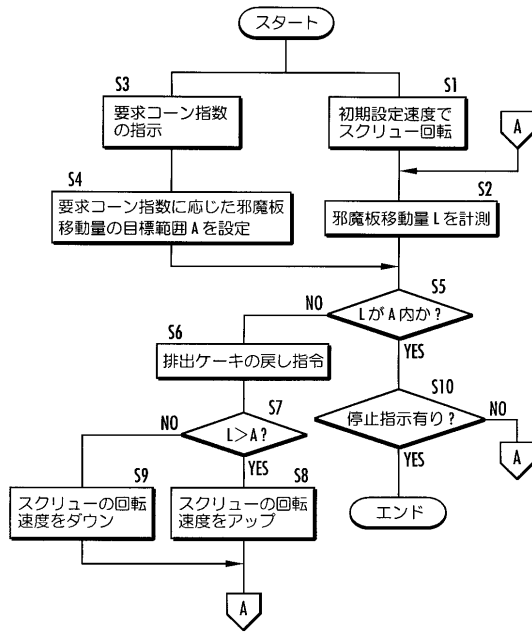 スタート
S3
要求コーン指数
の指示
S1
初期設定速度で
スクリュー回転
A
S4
要求コーン指数に応じた邪魔板
移動量の目標範囲Aを設定
S2
邪魔板移動量Lを計測
S5
LがA内か?
NO
YES
S6
排出ケーキの戻し指令
S10
停止指示有り?
NO
YES
A
エンド
S7
L>A?
NO
YES
S9
スクリューの回転
速度をダウン
S8
スクリューの回転
速度をアップ
A